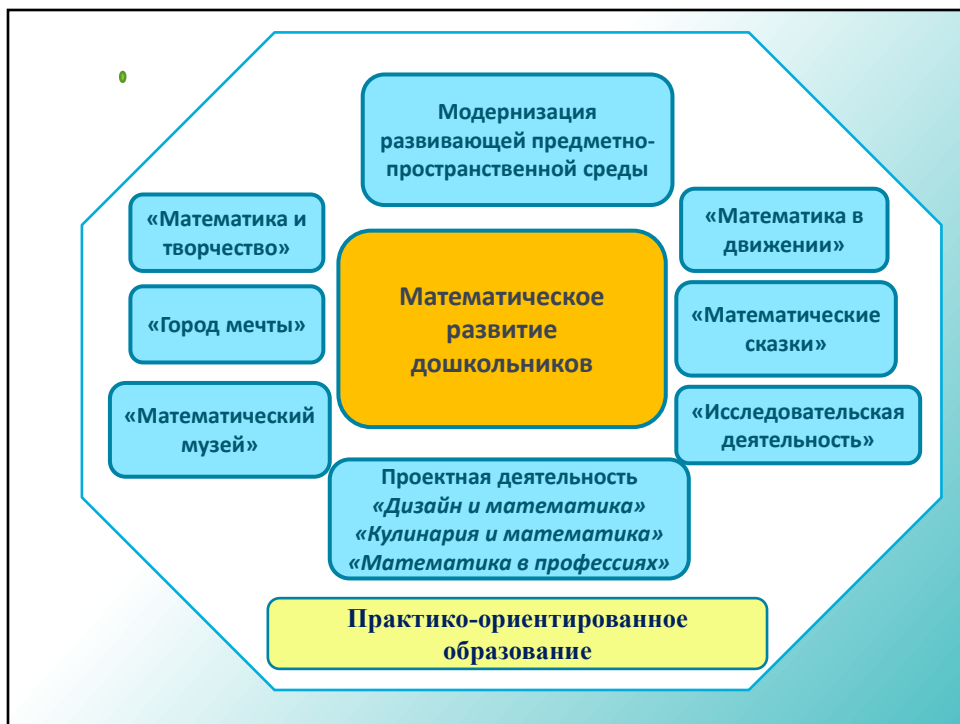 Модернизация
развивающей предметно-
пространственной среды
«Математика и
творчество»
«Математика в
движении»
«Город мечты»
Математическое
развитие
дошкольников
«Математические
сказки»
«Математический
музей»
«Исследовательская
деятельность»
Проектная деятельность
«Дизайн и математика»
«Кулинария и математика»
«Математика в профессиях»
Практико-ориентированное
образование